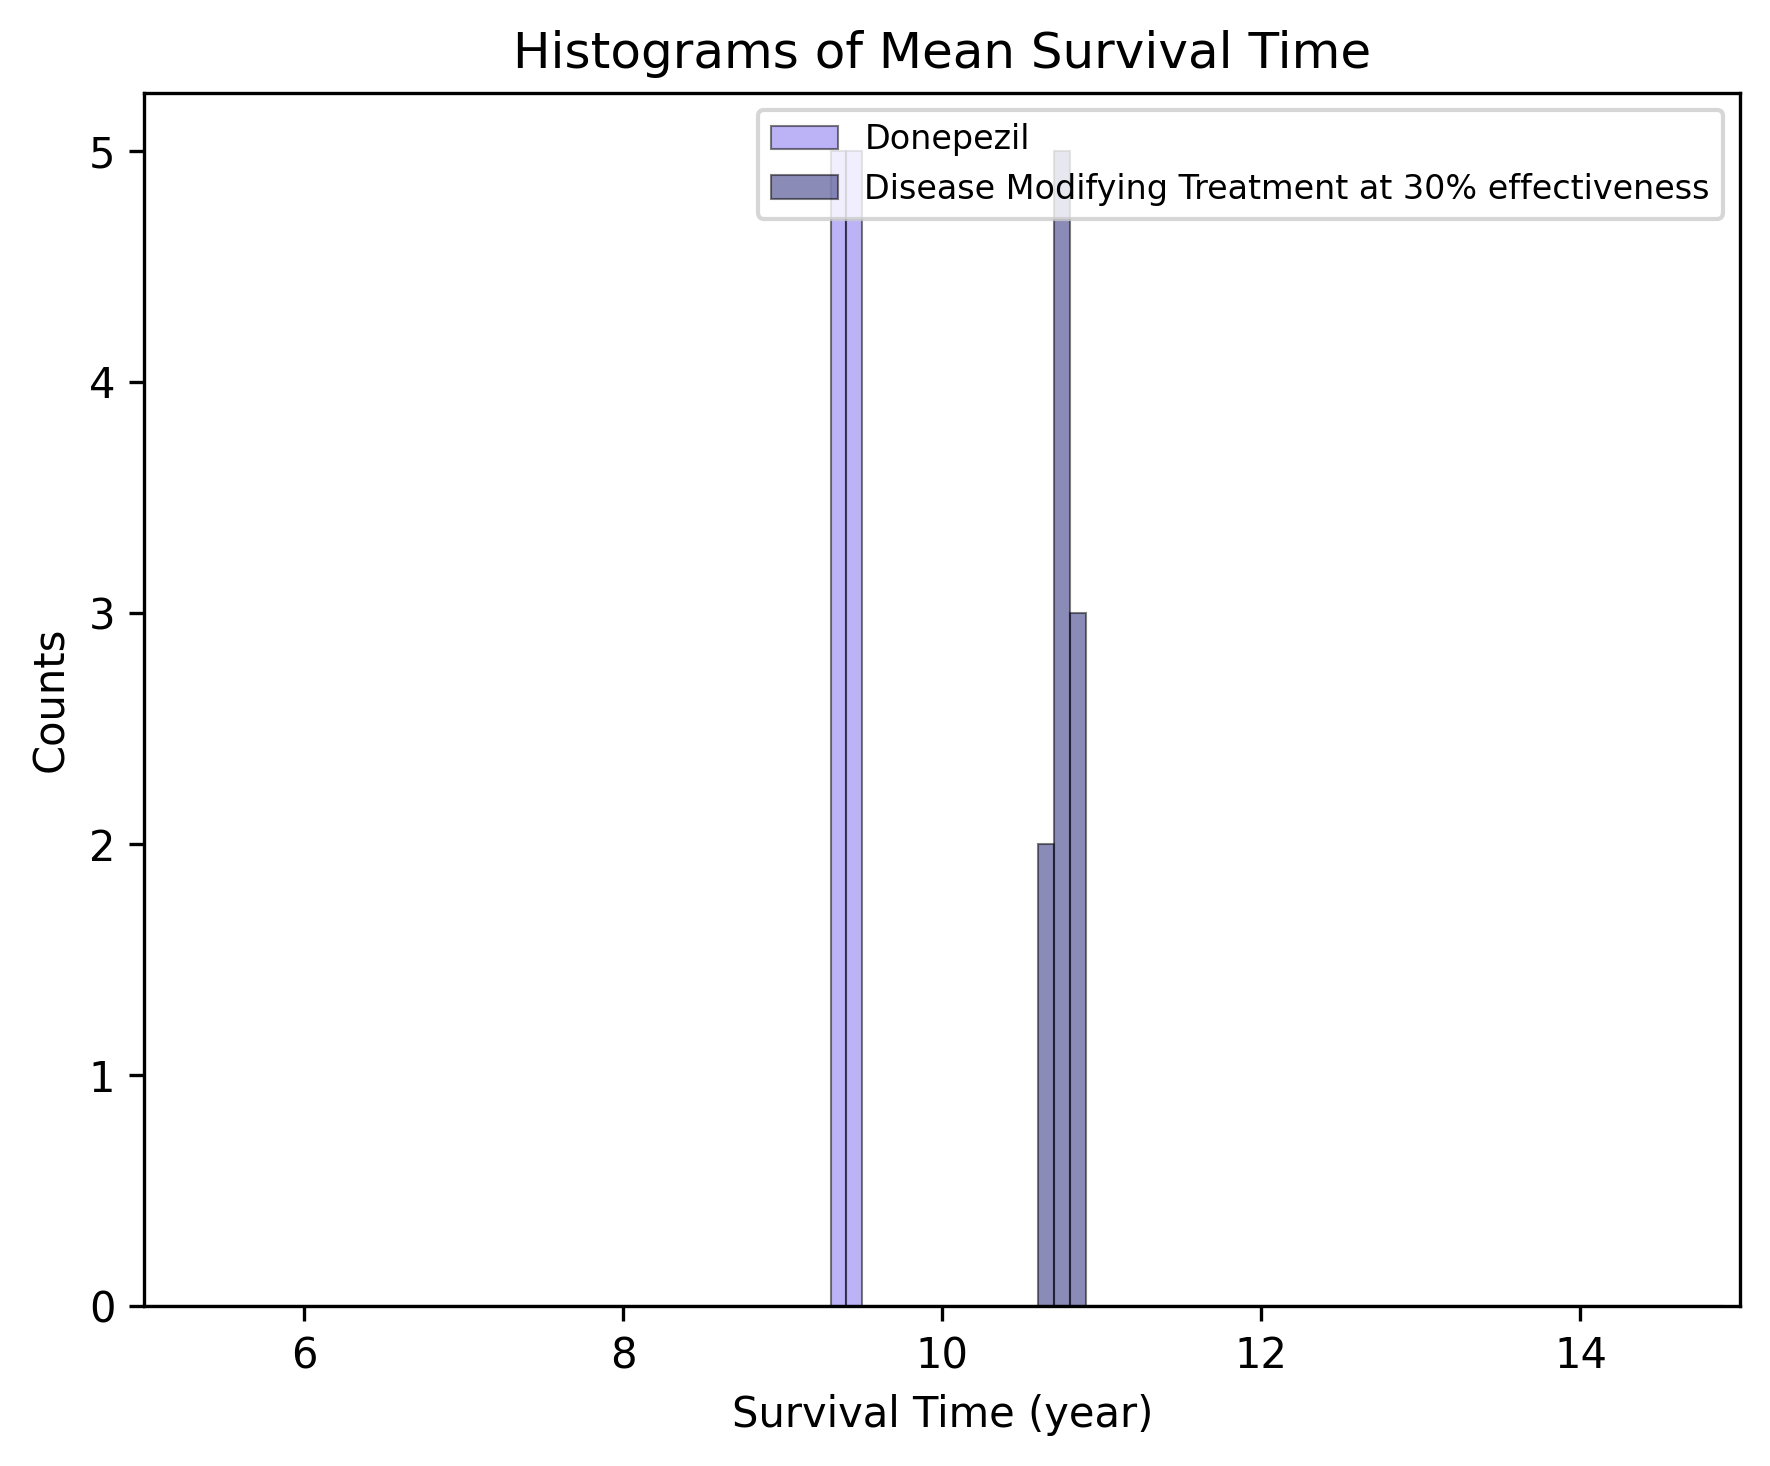 Histograms of Mean Survival Time
Donepezil
Disease Modifying Treatment at 30% effectiveness
5
4
3
2
1
0
Counts
6 8 10 12 14
Survival Time (year)